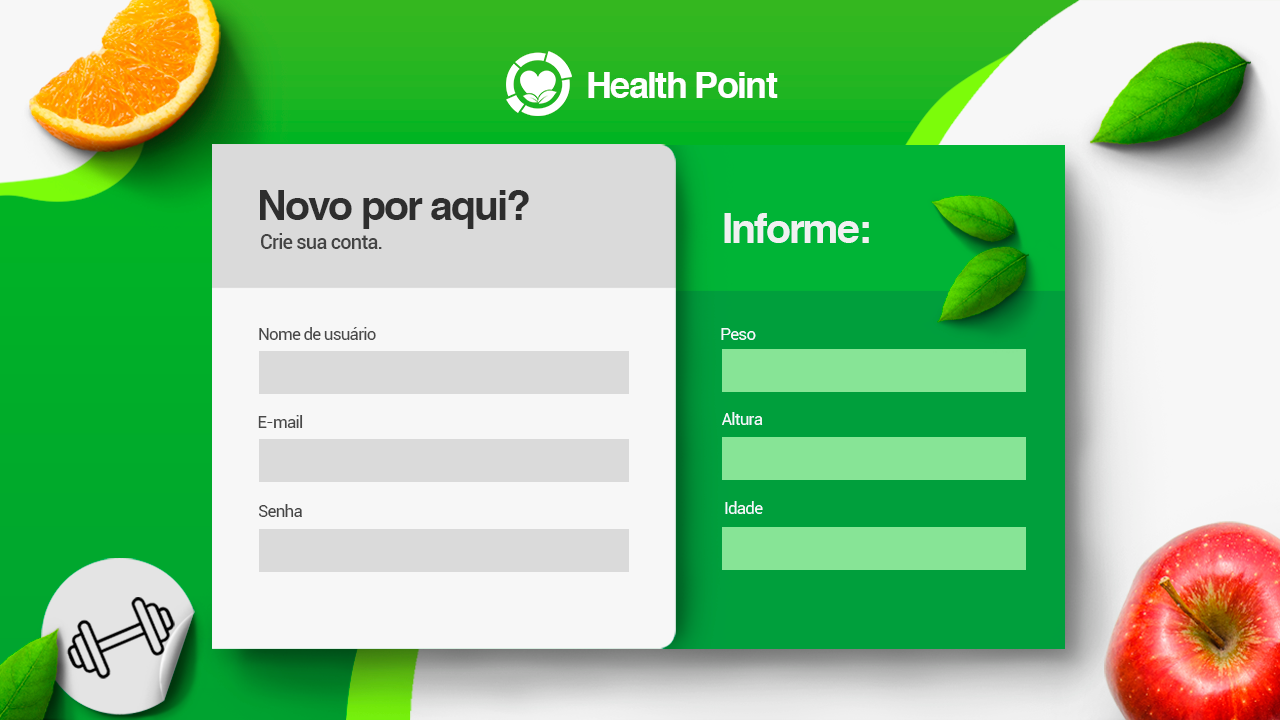 Health Point
Novo por aqui?
Crie sua conta.
Nome de usuário
E-mail
Senha
Informe:
Peso
Altura
Idade